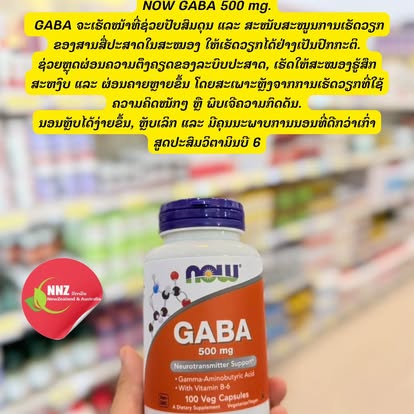 NOW GABA 500 mg.
GABA ຈະເຮັດໜ້າທີ່ຊ່ວຍປັບສົມດຸນ ແລະ ສະໜັບສະໜູນການເຮັດວຽກ
ຂອງສານສື່ປະສາດໃນສະໝອງ ໃຫ້ເຮັດວຽກໄດ້ຢ່າງເປັນປົກກະຕິ.
ຊ່ວຍຫຼຸດຜ່ອນຄວາມຕຶງຄຽດຂອງລະບົບປະສາດ, ເຮັດໃຫ້ສະໝອງຮູ້ສຶກ
ສະຫງົບ ແລະ ຜ່ອນຄາຍຫຼາຍຂຶ້ນ ໂດຍສະເພາະຫຼັງຈາກການເຮັດວຽກທີ່ໃຊ້
ຄວາມຄິດໜັກໆ ຫຼື ພົບເຈີຄວາມກົດດັນ.
ນອນຫຼັບໄດ້ງ່າຍຂຶ້ນ, ຫຼັບເລິກ ແລະ ມີຄຸນນະພາບການນອນທີ່ດີກວ່າເກົ່າ
ສູດປະສົມວິຕາມິນບີ 6
NNZ
NewZealand & Australia
now
GABA
500 mg
Neurotransmitter Support
• Gamma-Aminobutyric Acid
• With Vitamin B-6
100 Veg Capsules
A Dietary Supplement
Vegetarian/Vegan